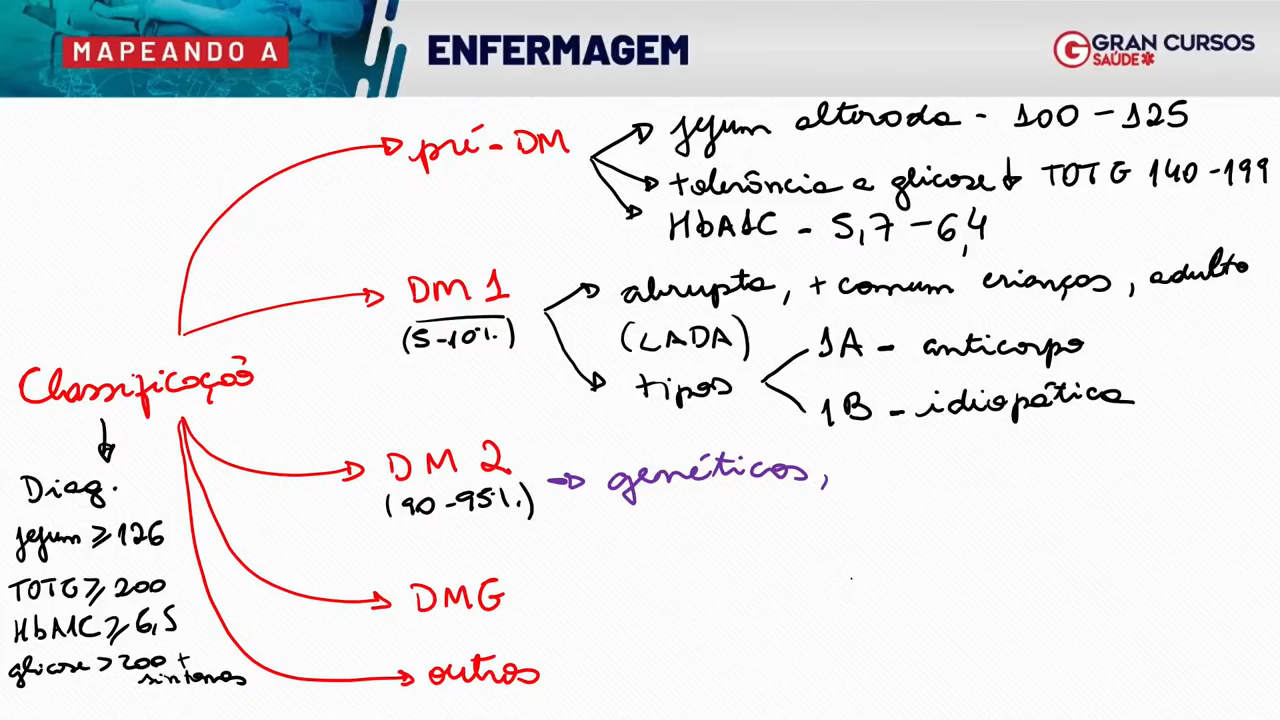 MAPEANDO A
ENFERMAGEM
GRAN CURSOS
SAÚDE
pré-DM
jejum alterada - 100 - 125
tolerância a glicose ↓ TOTG 140 - 199
HbA1C - 5,7 - 6,4
DM 1
(5-10%)
abrupta, + comum crianças, adulto
(LADA)
tipos
1A - anticorpo
1B - idiopática
Classificação
DM 2
(90-95%)
genéticos,
DMG
outros
Diag.
jejum ≥ 126
TOTG ≥ 200
HbA1C ≥ 6,5
glicose > 200 +
sintomas